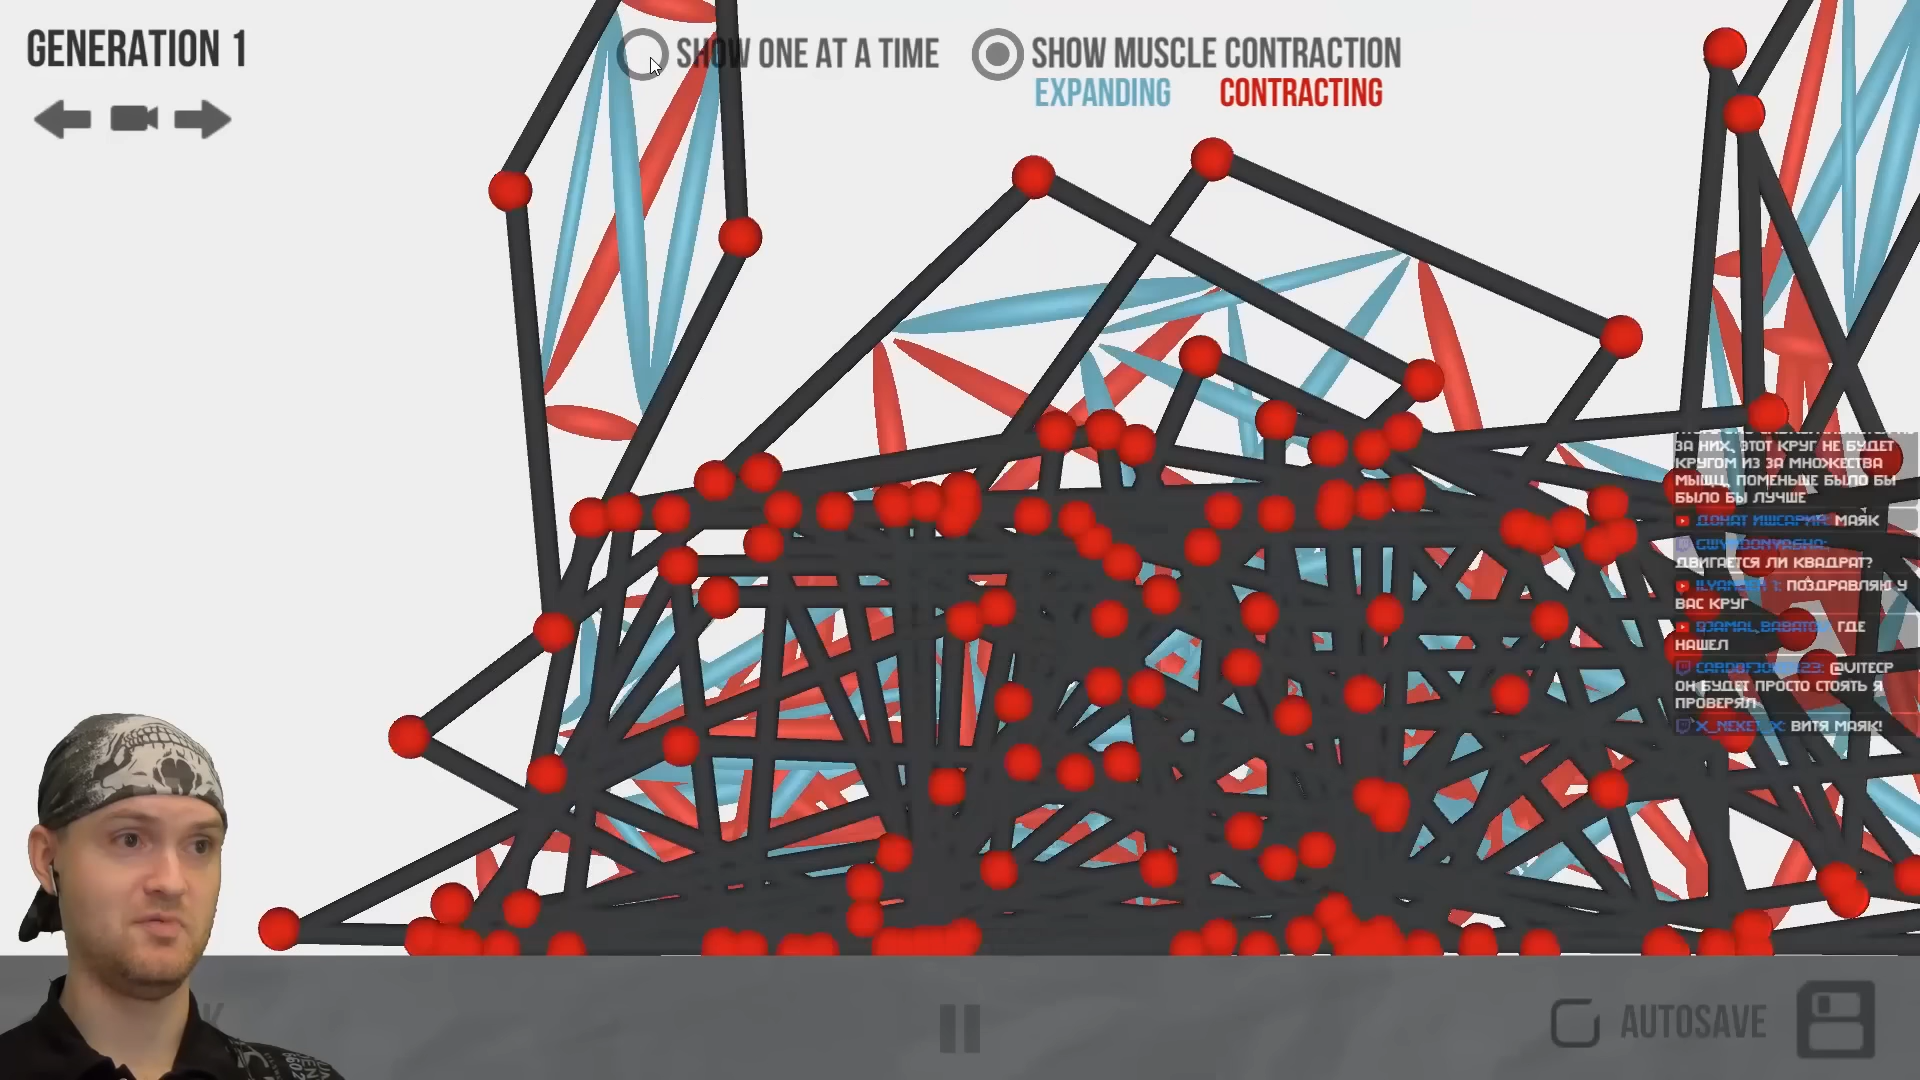 GENERATION 1
SHOW ONE AT A TIME
SHOW MUSCLE CONTRACTION
EXPANDING
CONTRACTING
ЗА НИХ, ЭТОТ КРУГ НЕ БУДЕТ
КРУГОМ ИЗ ЗА МНОЖЕСТВА
МЫЩЦ, ПОМЕНЬШЕ БЫЛО БЫ
БЫЛО БЫ ЛУЧШЕ
МАЯК
ДВИГАЕТСЯ ЛИ КВАДРАТ?
ПОЗДРАВЛЯЮ У
ВАС КРУГ
ГДЕ
НАШЕЛ
@VITECP
ОН БУДЕТ ПРОСТО СТОЯТЬ Я
ПРОВЕРЯЛ
ВИТЯ МАЯК!
AUTOSAVE